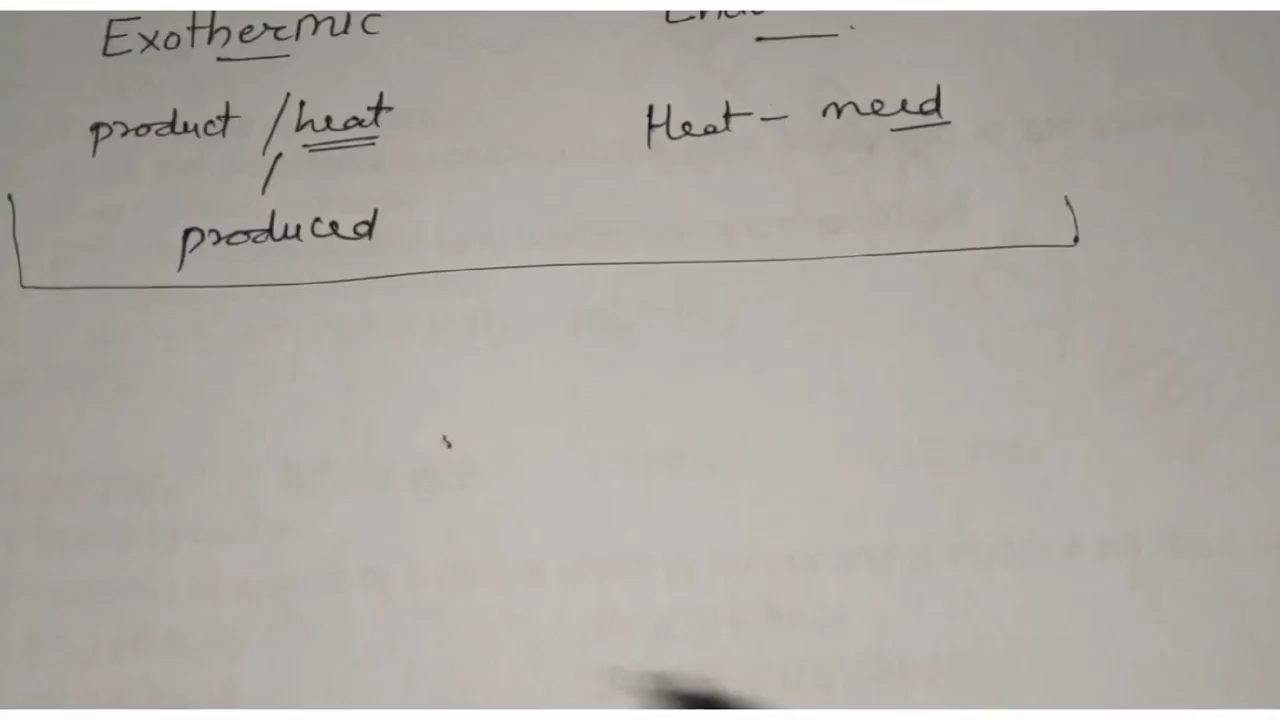 Exothermic
product / heat
/
produced
Heat - need